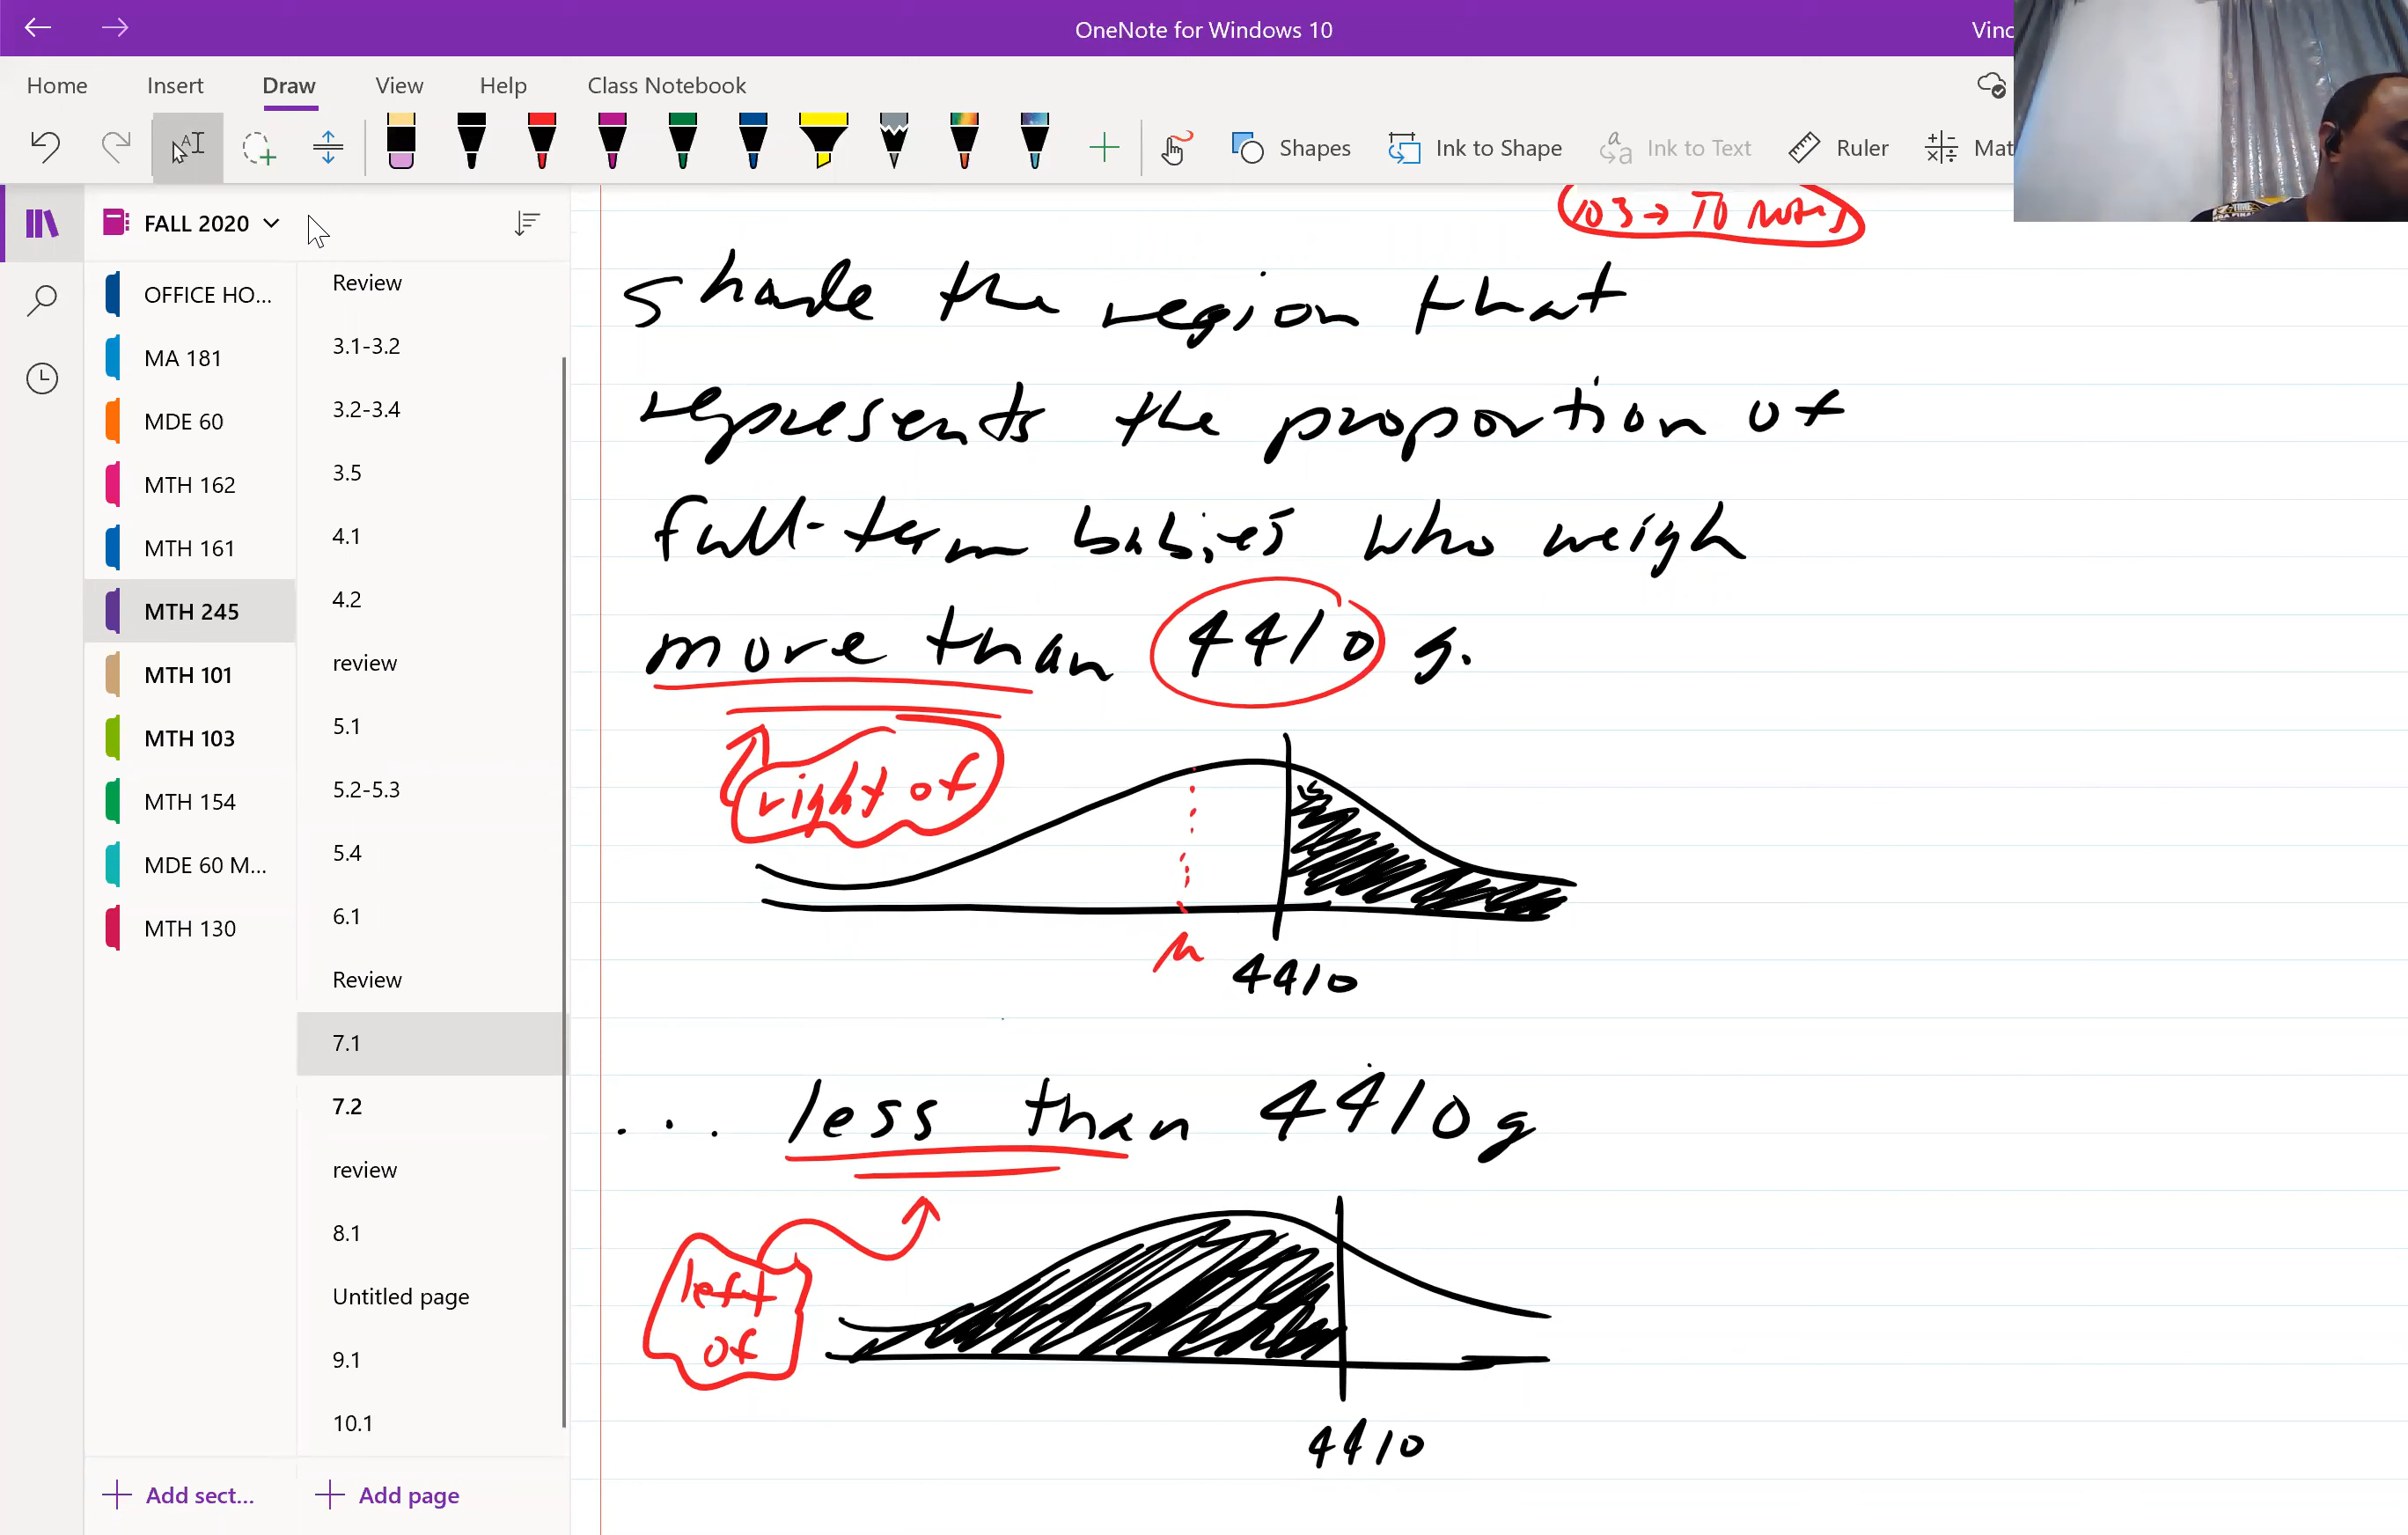 OneNote for Windows 10
Vinc
Home Insert Draw View Help Class Notebook
Shapes Ink to Shape Ink to Text Ruler Mat
FALL 2020
OFFICE HO...
MA 181
MDE 60
MTH 162
MTH 161
MTH 245
MTH 101
MTH 103
MTH 154
MDE 60 M...
MTH 130
Add sect...
Review
3.1-3.2
3.2-3.4
3.5
4.1
4.2
review
5.1
5.2-5.3
5.4
6.1
Review
7.1
7.2
review
8.1
Untitled page
9.1
10.1
Add page
shade the region that
represents the proportion of
full-term babies who weigh
more than 4410 g.
right of
μ
4410
... less than 4410 g
left
of
4410